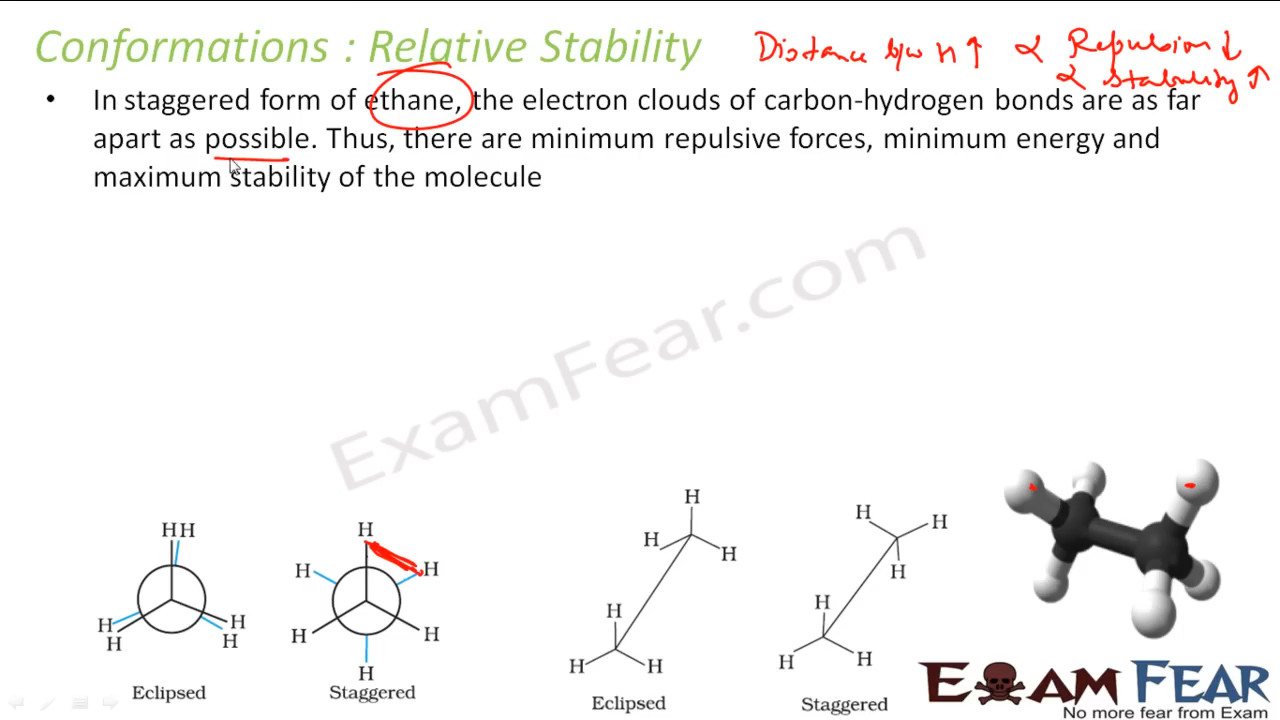 Conformations : Relative Stability
Distance b/w H ↑ ∝ Repulsion ↓
∝ Stability ↑
• In staggered form of ethane, the electron clouds of carbon-hydrogen bonds are as far
apart as possible. Thus, there are minimum repulsive forces, minimum energy and
maximum stability of the molecule
ExamFear.com
H H
H H
H H
Eclipsed
H
H H
H H
H
Staggered
H
H H
H
H H
Eclipsed
H H
H
H
H H
Staggered
EXAM FEAR
No more fear from Exam